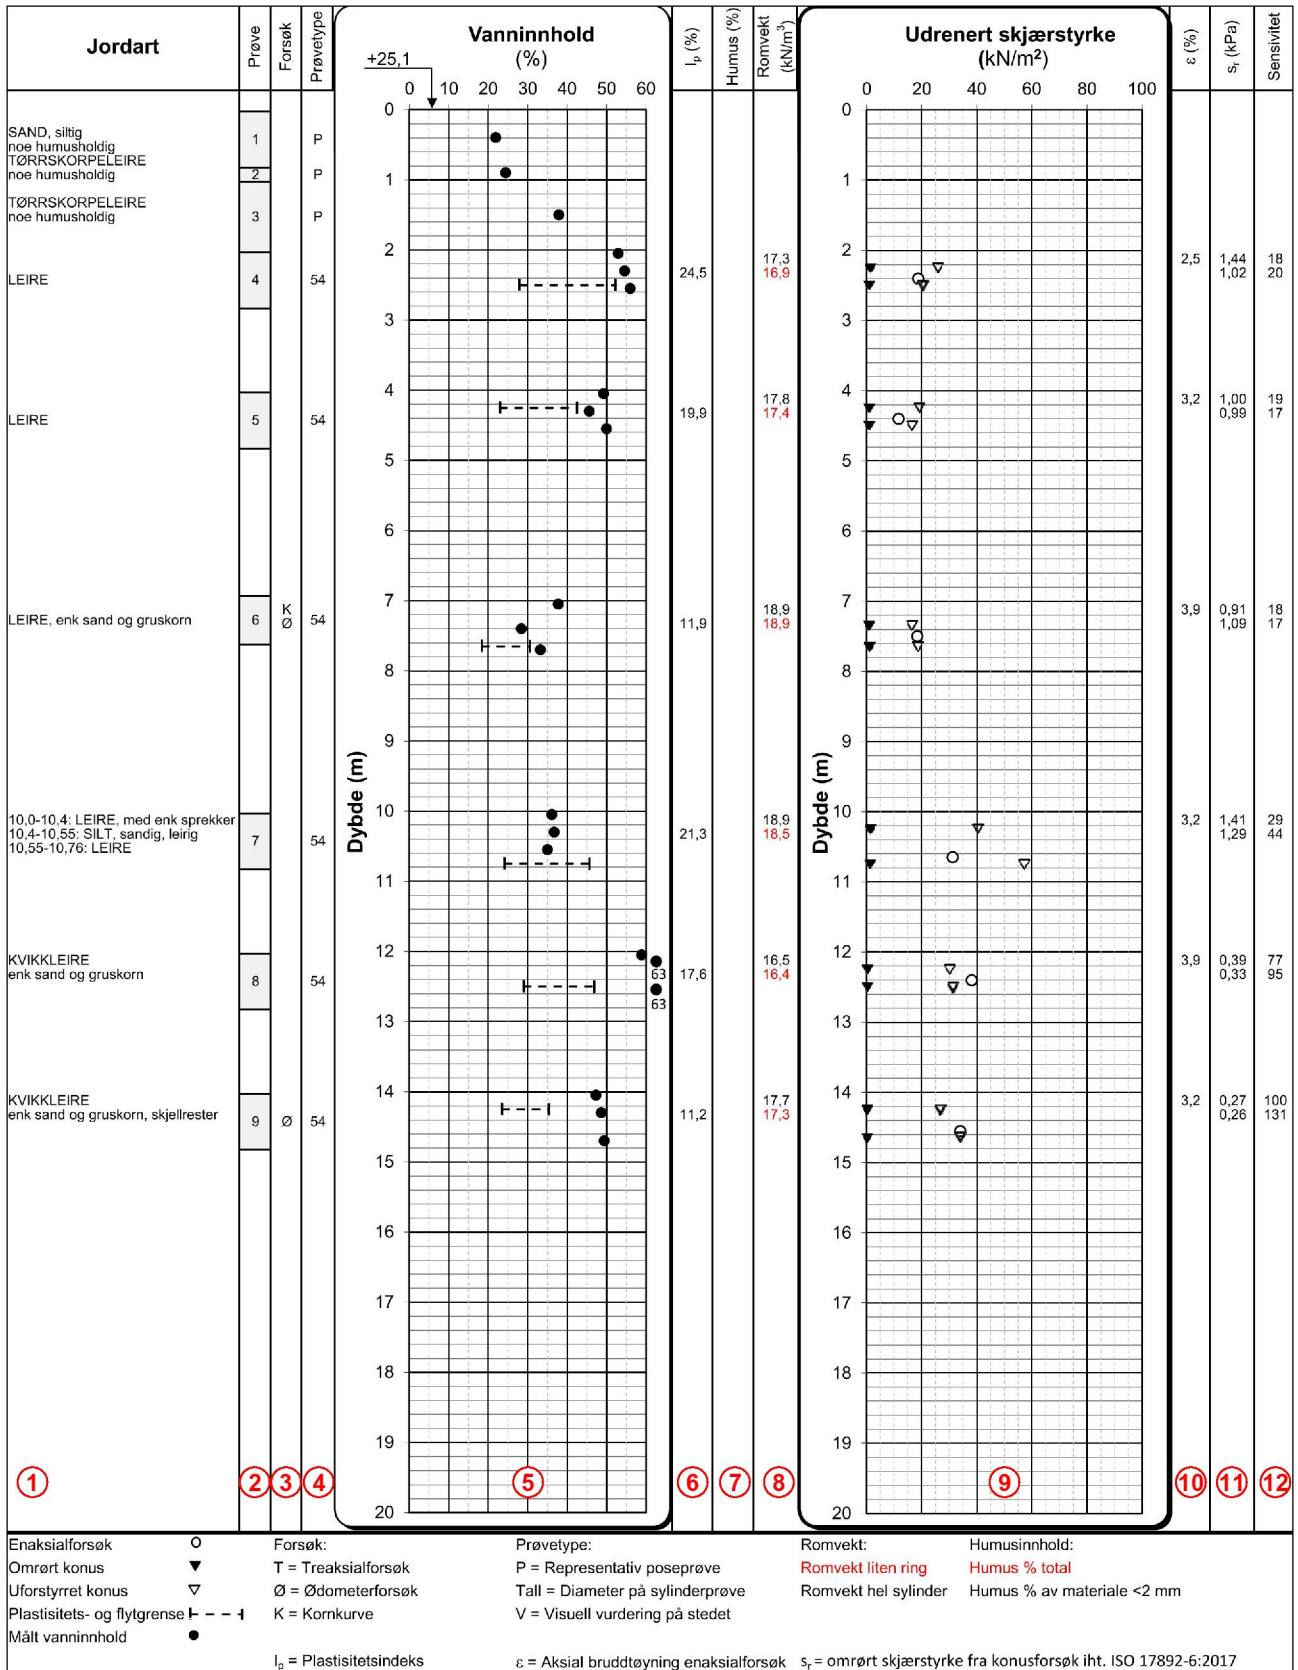 Jordart
Prøve
Forsøk
Prøvetype
Vanninnhold
(%)
+25,1
0 10 20 30 40 50 60
Ip (%)
Humus (%)
Romvekt (kN/m³)
Udrenert skjærstyrke
(kN/m²)
0 20 40 60 80 100
ε (%)
sr (kPa)
Sensivitet
0
0
SAND, siltig
noe humusholdig
1 P
TØRRSKORPELEIRE
noe humusholdig
2 P
1
1
TØRRSKORPELEIRE
noe humusholdig
3 P
2
2
LEIRE
4 54
24,5
17,3
16,9
2,5
1,44
1,02
18
20
3
3
4
4
LEIRE
5 54
19,9
17,8
17,4
3,2
1,00
0,99
19
17
5
5
6
6
7
7
LEIRE, enk sand og gruskorn
6
K
Ø
54
11,9
18,9
18,9
3,9
0,91
1,09
18
17
8
8
9
9
Dybde (m)
Dybde (m)
10
10
10,0-10,4: LEIRE, med enk sprekker
10,4-10,55: SILT, sandig, leirig
10,55-10,76: LEIRE
7 54
21,3
18,9
18,5
3,2
1,41
1,29
29
44
11
11
12
12
KVIKKLEIRE
enk sand og gruskorn
8 54
63
63
17,6
16,5
16,4
3,9
0,39
0,33
77
95
13
13
14
14
KVIKKLEIRE
enk sand og gruskorn, skjellrester
9 Ø 54
11,2
17,7
17,3
3,2
0,27
0,26
100
131
15
15
16
16
17
17
18
18
19
19
1 2 3 4 5 6 7 8 9 10 11 12
20
20
Enaksialforsøk
Omrørt konus
Uforstyrret konus
Plastisitets- og flytgrense
Målt vanninnhold
Forsøk:
T = Treaksialforsøk
Ø = Ødometerforsøk
K = Kornkurve
Ip = Plastisitetsindeks
Prøvetype:
P = Representativ poseprøve
Tall = Diameter på sylinderprøve
V = Visuell vurdering på stedet
ε = Aksial bruddtøyning enaksialforsøk
Romvekt:
Romvekt liten ring
Romvekt hel sylinder
Humusinnhold:
Humus % total
Humus % av materiale <2 mm
sr = omrørt skjærstyrke fra konusforsøk iht. ISO 17892-6:2017